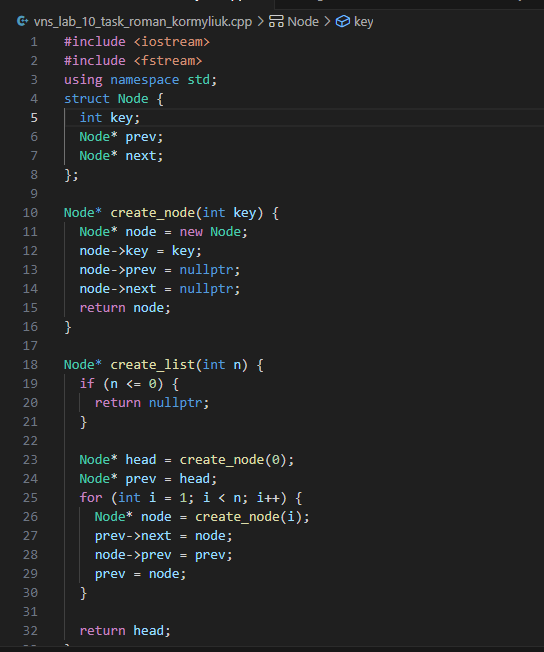 vns_lab_10_task_roman_kormyliuk.cpp > Node > key
1 #include <iostream>
2 #include <fstream>
3 using namespace std;
4 struct Node {
5 int key;
6 Node* prev;
7 Node* next;
8 };
9
10 Node* create_node(int key) {
11 Node* node = new Node;
12 node->key = key;
13 node->prev = nullptr;
14 node->next = nullptr;
15 return node;
16 }
17
18 Node* create_list(int n) {
19 if (n <= 0) {
20 return nullptr;
21 }
22
23 Node* head = create_node(0);
24 Node* prev = head;
25 for (int i = 1; i < n; i++) {
26 Node* node = create_node(i);
27 prev->next = node;
28 node->prev = prev;
29 prev = node;
30 }
31
32 return head;